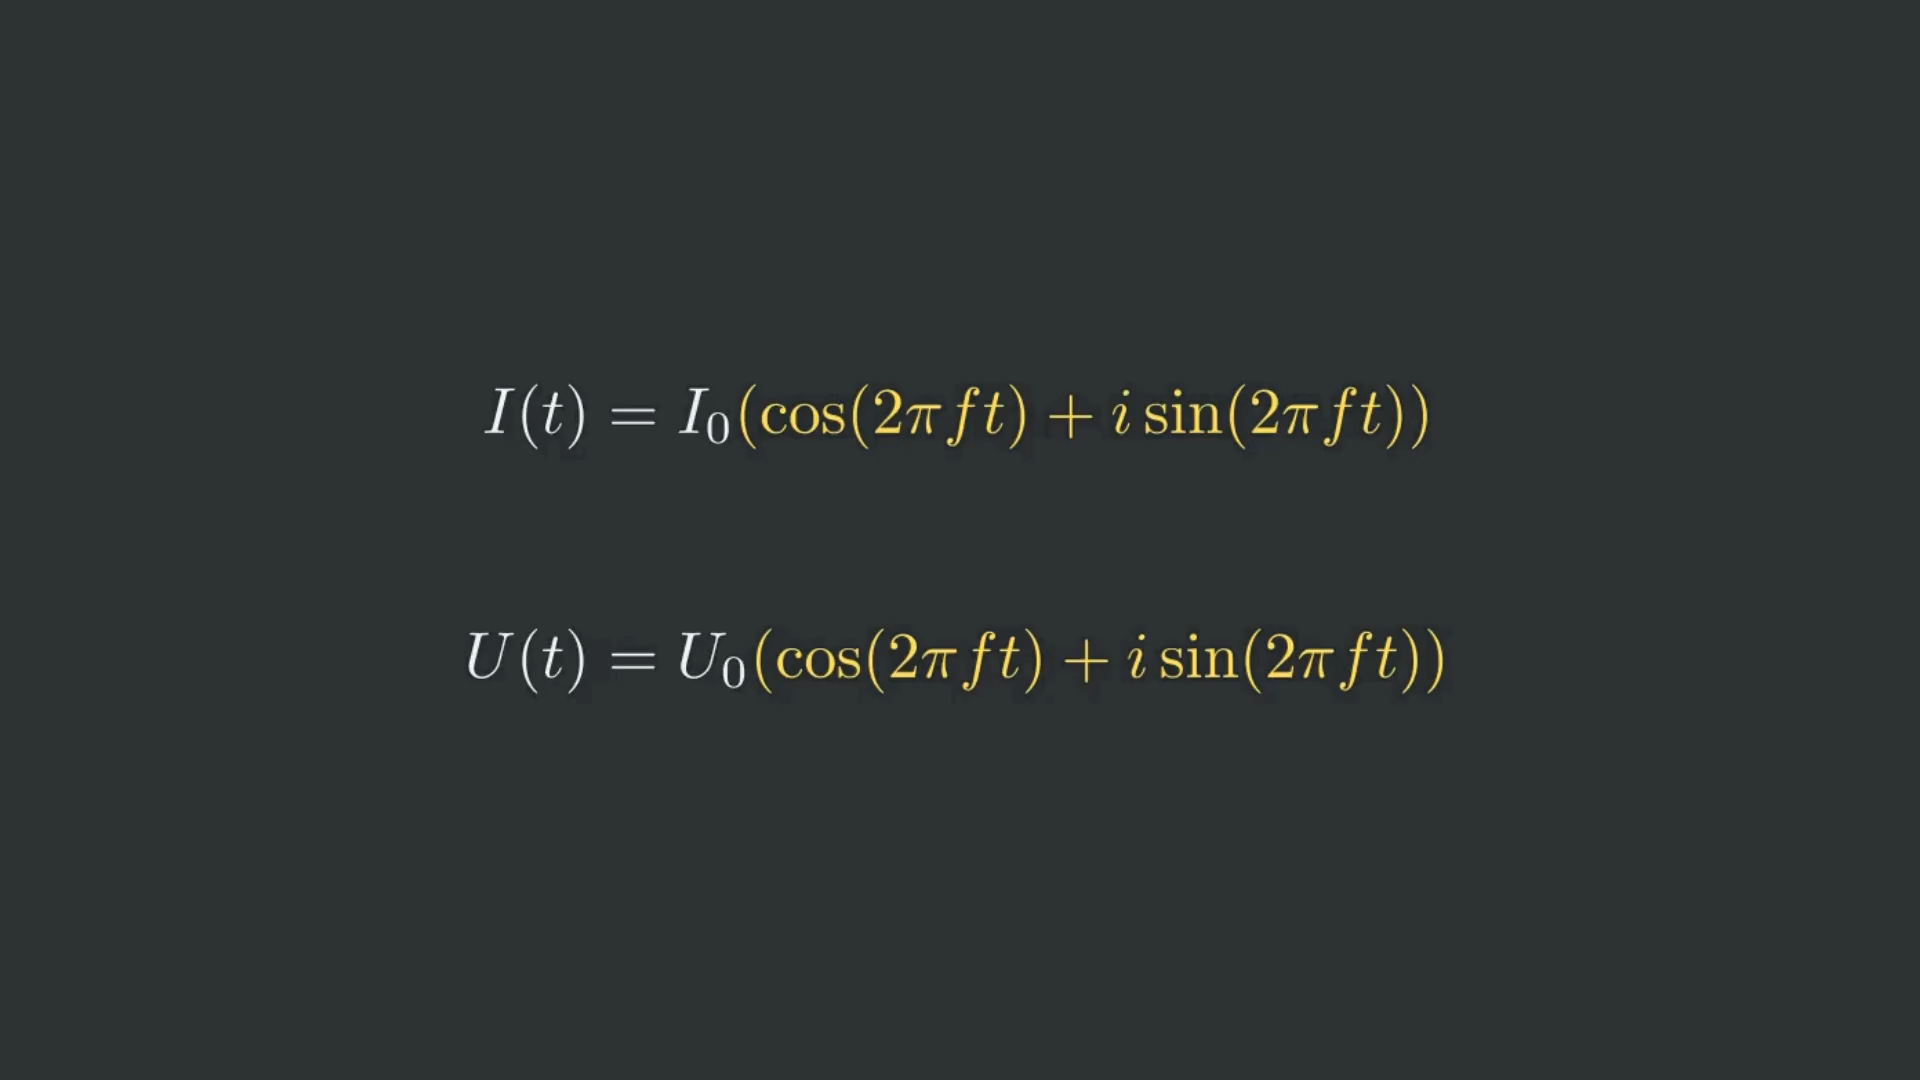 I(t) = I₀(cos(2πft) + i sin(2πft))
U(t) = U₀(cos(2πft) + i sin(2πft))